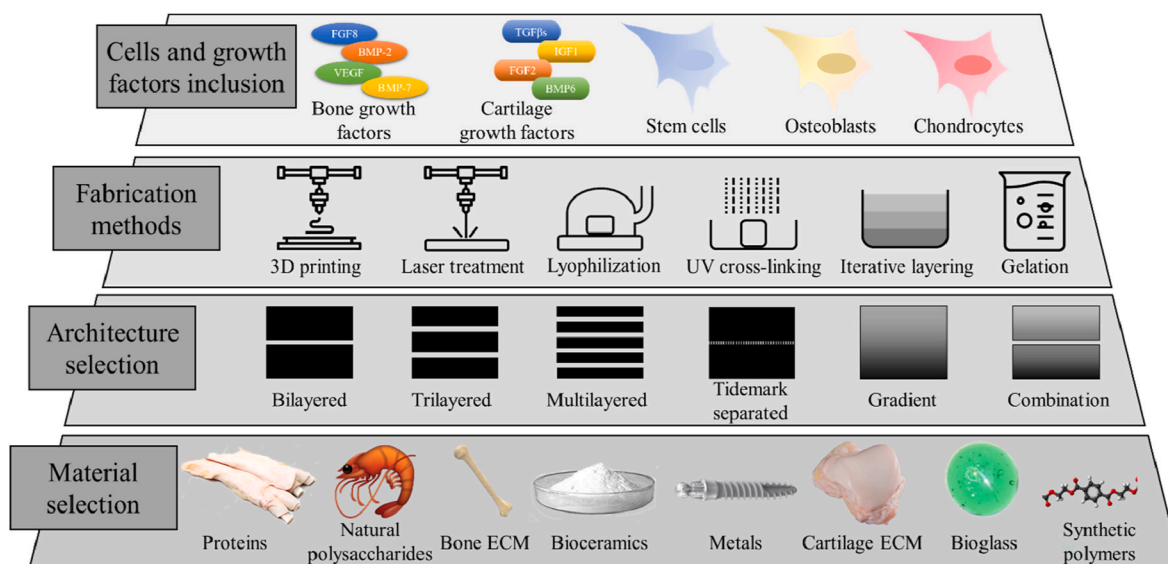 Cells and growth
factors inclusion
FGF8
BMP-2
VEGF
BMP-7
Bone growth
factors
TGFβs
IGF1
FGF2
BMP6
Cartilage
growth factors
Stem cells
Osteoblasts
Chondrocytes
Fabrication
methods
3D printing
Laser treatment
Lyophilization
UV cross-linking
Iterative layering
Gelation
Architecture
selection
Bilayered
Trilayered
Multilayered
Tidemark
separated
Gradient
Combination
Material
selection
Proteins
Natural
polysaccharides
Bone ECM
Bioceramics
Metals
Cartilage ECM
Bioglass
Synthetic
polymers